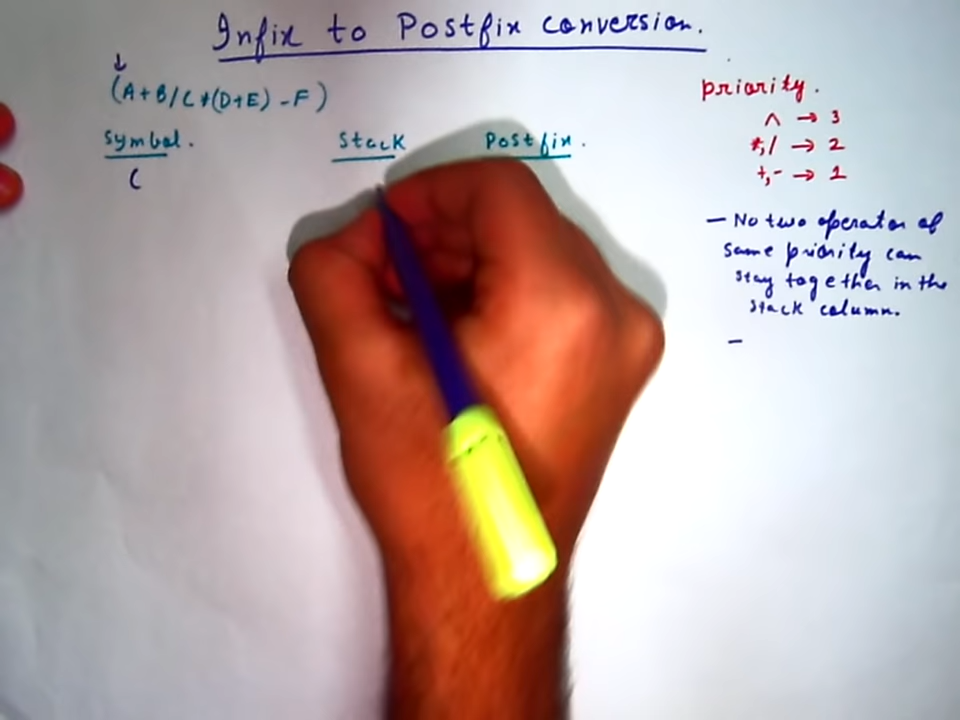 Infix to Postfix conversion.
↓
(A+B/C*(D+E)-F)
Symbol.
Stack
Postfix.
(
priority.
^ → 3
*,/ → 2
+,- → 1
- No two operator of
same priority can
stay together in the
stack column.
-